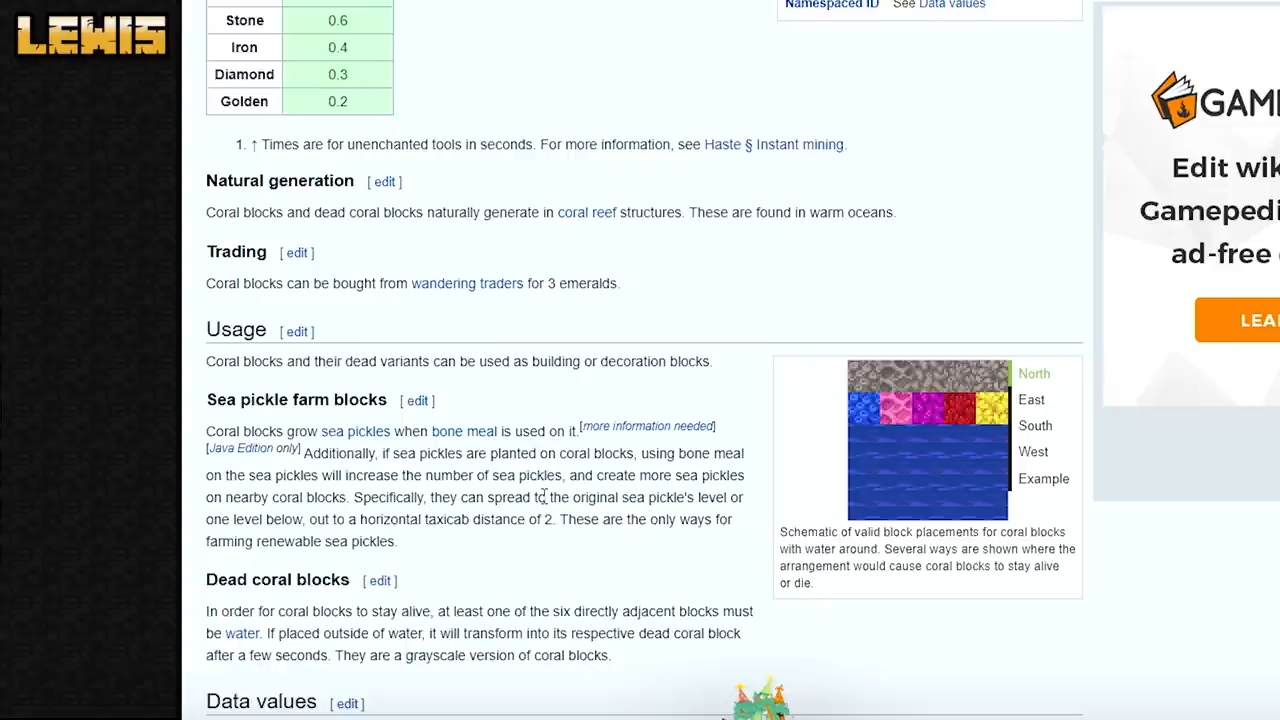 LEWIS
Namespaced ID See Data values
Stone 0.6
Iron 0.4
Diamond 0.3
Golden 0.2
1. ↑ Times are for unenchanted tools in seconds. For more information, see Haste § Instant mining.
Natural generation [ edit ]
Coral blocks and dead coral blocks naturally generate in coral reef structures. These are found in warm oceans.
Trading [ edit ]
Coral blocks can be bought from wandering traders for 3 emeralds.
Usage [ edit ]
Coral blocks and their dead variants can be used as building or decoration blocks.
Sea pickle farm blocks [ edit ]
Coral blocks grow sea pickles when bone meal is used on it.[more information needed]
[Java Edition only] Additionally, if sea pickles are planted on coral blocks, using bone meal
on the sea pickles will increase the number of sea pickles, and create more sea pickles
on nearby coral blocks. Specifically, they can spread to the original sea pickle's level or
one level below, out to a horizontal taxicab distance of 2. These are the only ways for
farming renewable sea pickles.
Dead coral blocks [ edit ]
In order for coral blocks to stay alive, at least one of the six directly adjacent blocks must
be water. If placed outside of water, it will transform into its respective dead coral block
after a few seconds. They are a grayscale version of coral blocks.
Data values [ edit ]
North
East
South
West
Example
Schematic of valid block placements for coral blocks
with water around. Several ways are shown where the
arrangement would cause coral blocks to stay alive
or die.
GAM
Edit wik
Gamepedi
ad-free
LEA